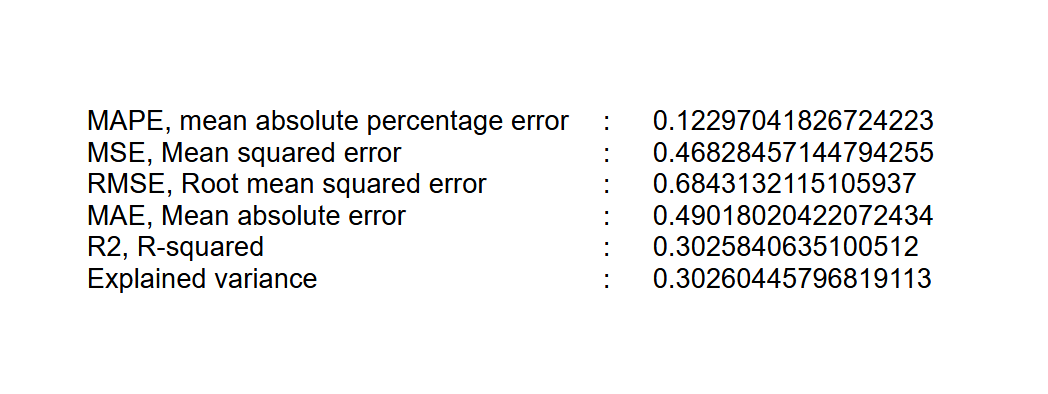 MAPE, mean absolute percentage error : 0.12297041826724223
MSE, Mean squared error : 0.46828457144794255
RMSE, Root mean squared error : 0.6843132115105937
MAE, Mean absolute error : 0.49018020422072434
R2, R-squared : 0.3025840635100512
Explained variance : 0.30260445796819113